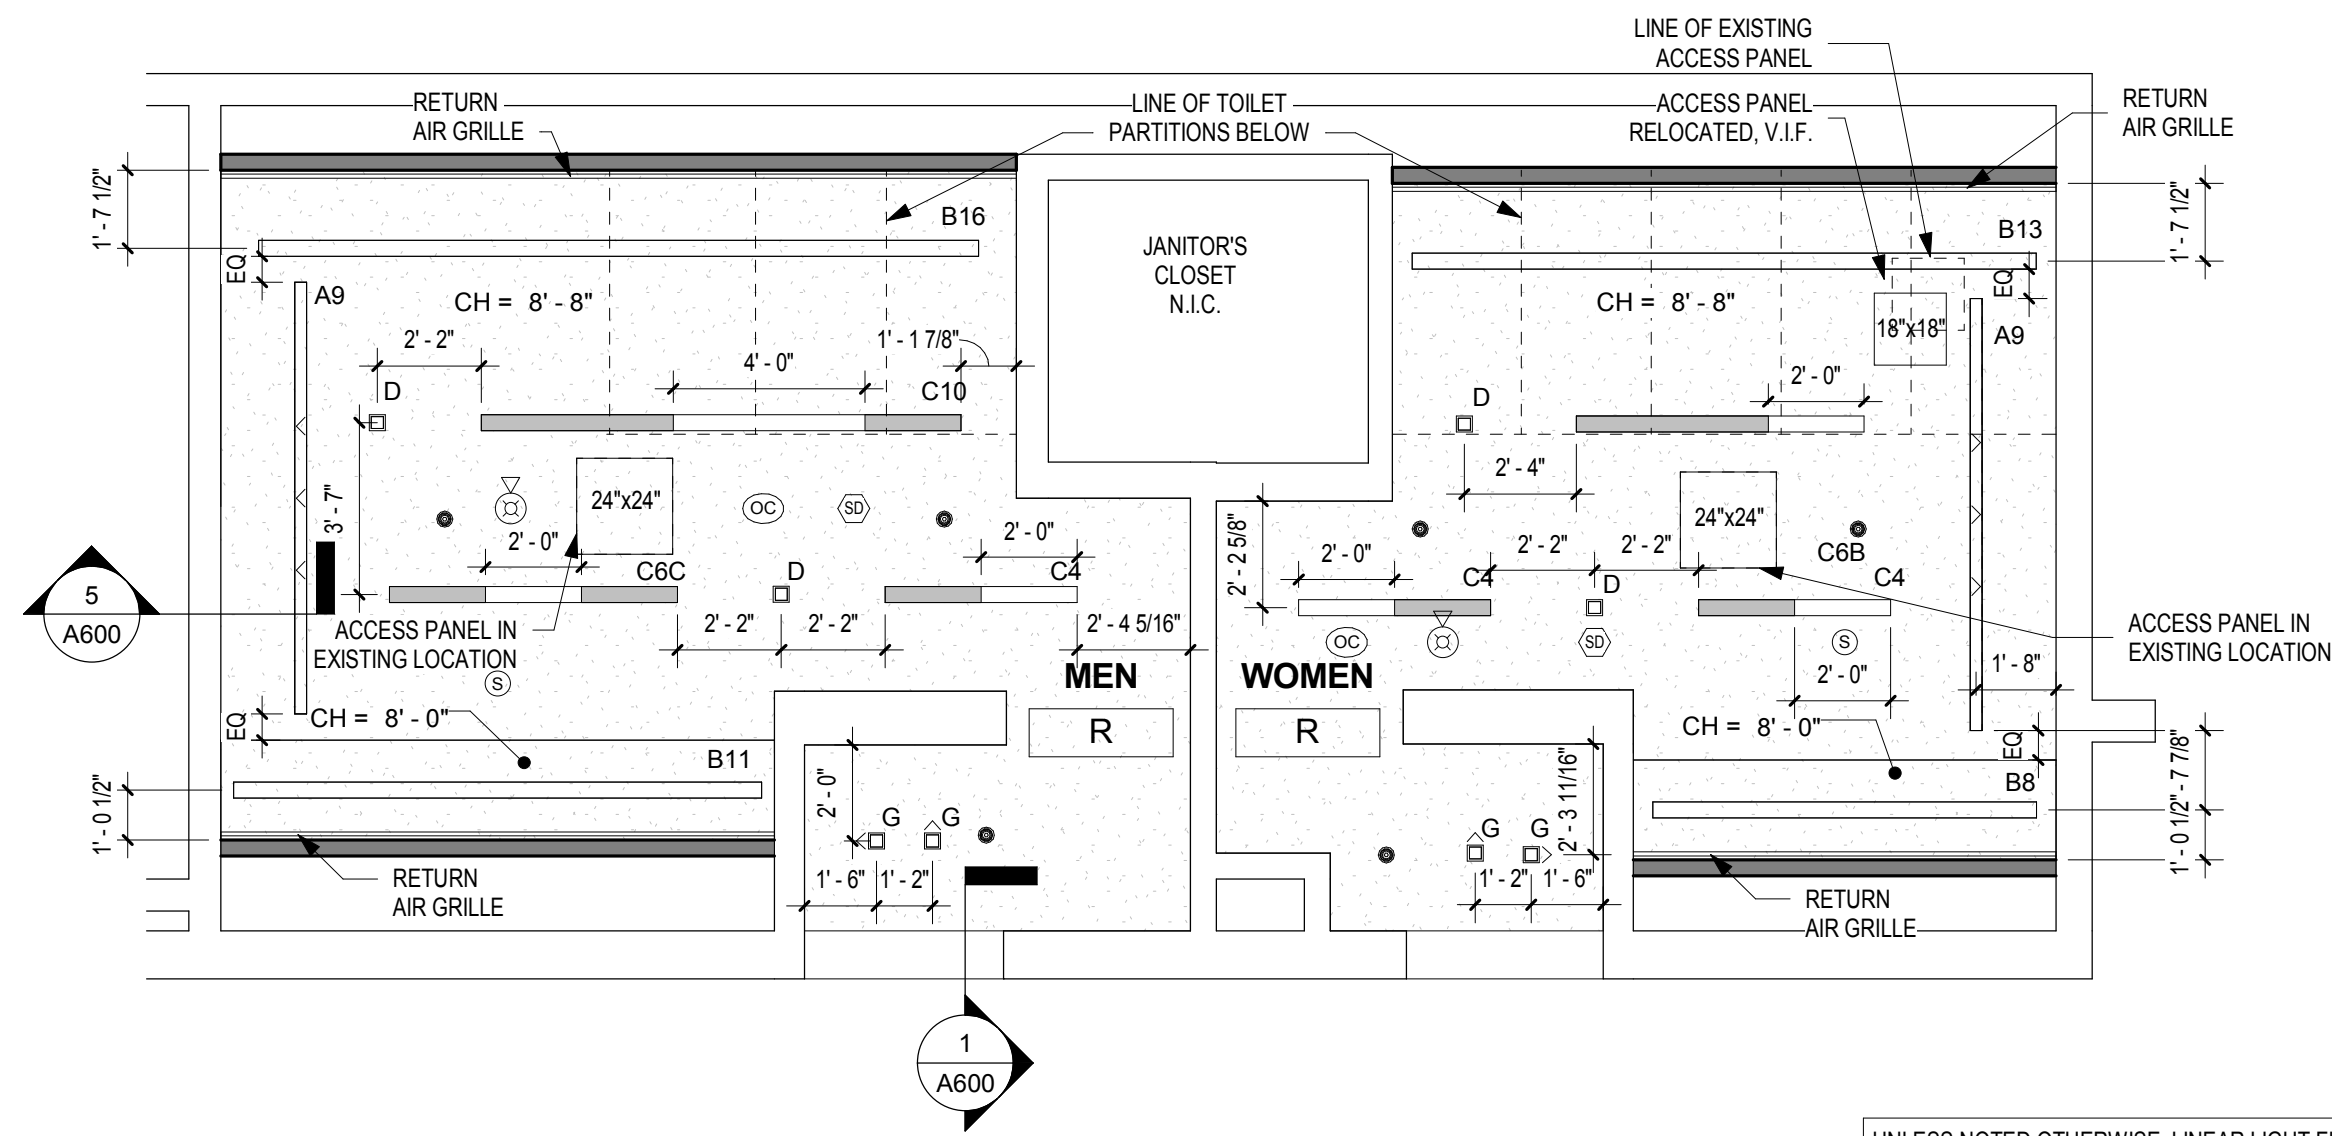 LINE OF EXISTING
ACCESS PANEL
RETURN
AIR GRILLE
LINE OF TOILET
PARTITIONS BELOW
ACCESS PANEL
RELOCATED, V.I.F.
RETURN
AIR GRILLE
1' - 7 1/2"
1' - 7 1/2"
B16
B13
JANITOR'S
CLOSET
N.I.C.
EQ
EQ
A9
CH = 8' - 8"
CH = 8' - 8"
18"x18"
A9
2' - 2"
4' - 0"
1' - 1 7/8"
2' - 0"
D
C10
D
3' - 7"
2' - 4"
24"x24"
OC
SD
24"x24"
2' - 0"
2' - 0"
2' - 2 5/8"
2' - 0"
2' - 2"
2' - 2"
C6B
C6C
D
C4
C4
D
C4
5
A600
ACCESS PANEL IN
EXISTING LOCATION
2' - 2"
2' - 2"
2' - 4 5/16"
OC
SD
S
ACCESS PANEL IN
EXISTING LOCATION
S
MEN
WOMEN
2' - 0"
1' - 8"
EQ
CH = 8' - 0"
R
R
CH = 8' - 0"
EQ
7 7/8"
B11
B8
1' - 0 1/2"
2' - 0"
2' - 3 11/16"
1' - 0 1/2" -
G
G
G
G
RETURN
AIR GRILLE
1' - 6"
1' - 2"
1' - 2"
1' - 6"
RETURN
AIR GRILLE
1
A600